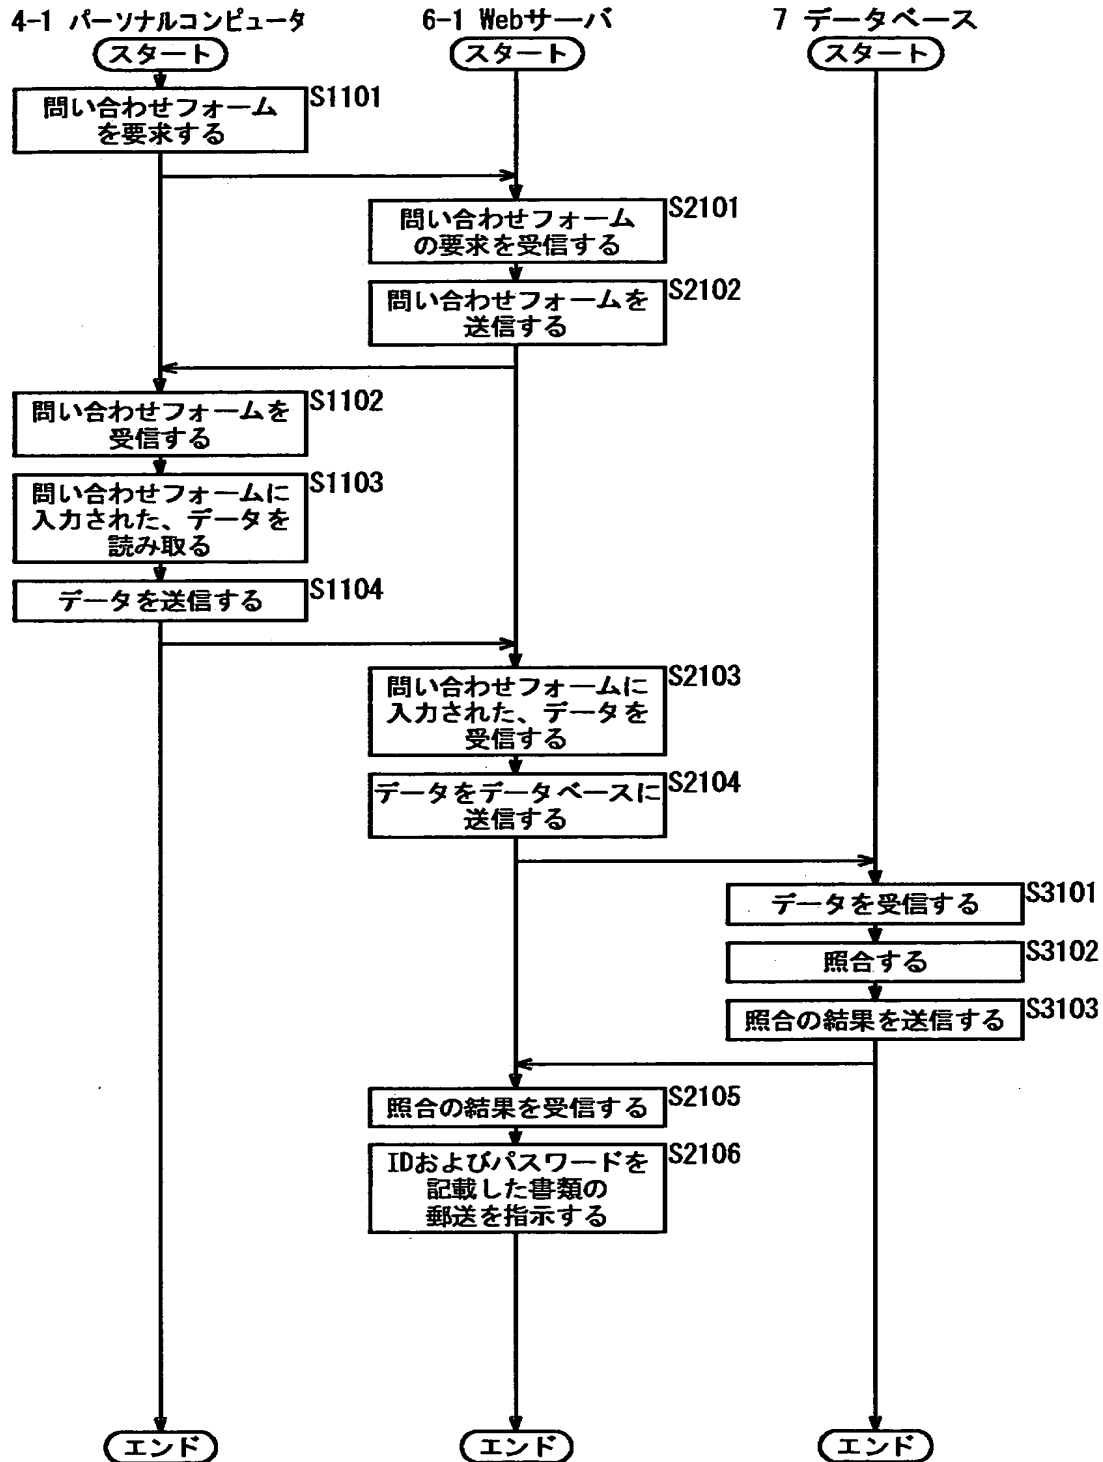 4-1 パーソナルコンピュータ
6-1 Webサーバ
7 データベース
スタート
スタート
スタート
問い合わせフォーム
を要求する
S1101
問い合わせフォーム
の要求を受信する
S2101
問い合わせフォームを
送信する
S2102
問い合わせフォームを
受信する
S1102
問い合わせフォームに
入力された、データを
読み取る
S1103
データを送信する
S1104
問い合わせフォームに
入力された、データを
受信する
S2103
データをデータベースに
送信する
S2104
データを受信する
S3101
照合する
S3102
照合の結果を送信する
S3103
照合の結果を受信する
S2105
IDおよびパスワードを
記載した書類の
郵送を指示する
S2106
エンド
エンド
エンド